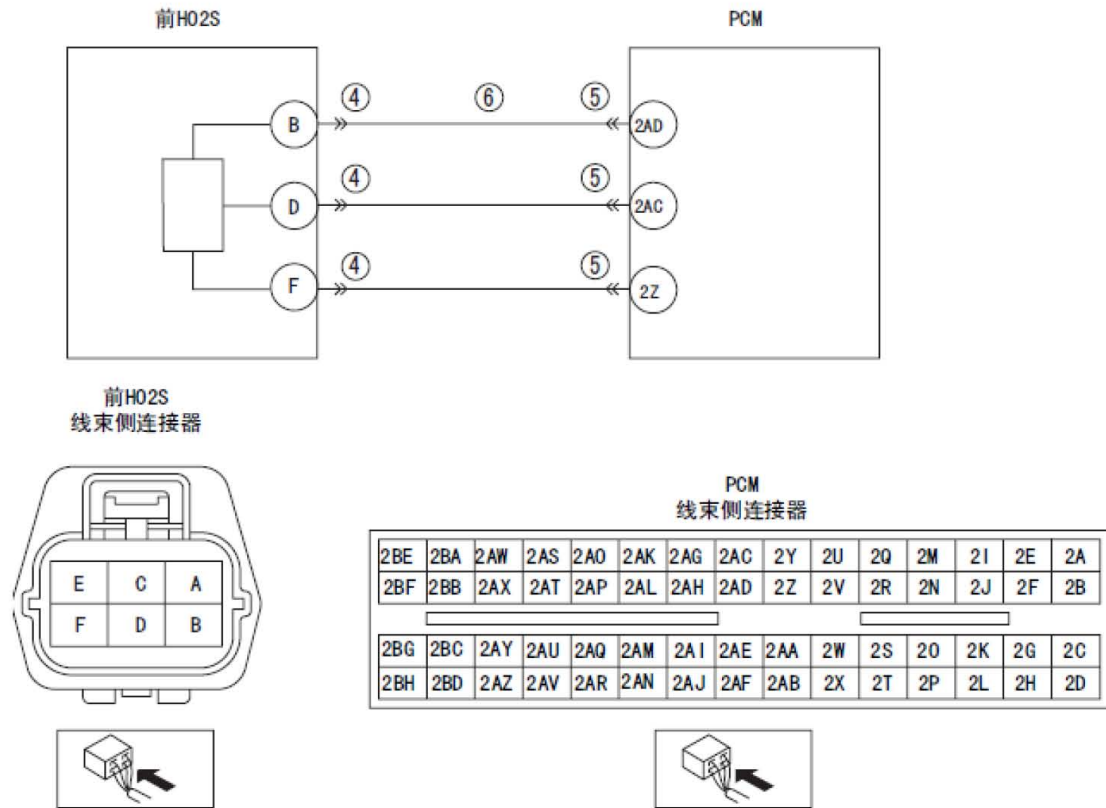 前HO2S PCM
④ ⑥ ⑤
B 2AD
④ ⑤
D 2AC
④ ⑤
F 2Z
前HO2S
线束侧连接器
E C A
F D B
PCM
线束侧连接器
2BE 2BA 2AW 2AS 2AO 2AK 2AG 2AC 2Y 2U 2Q 2M 2I 2E 2A
2BF 2BB 2AX 2AT 2AP 2AL 2AH 2AD 2Z 2V 2R 2N 2J 2F 2B
2BG 2BC 2AY 2AU 2AQ 2AM 2AI 2AE 2AA 2W 2S 2O 2K 2G 2C
2BH 2BD 2AZ 2AV 2AR 2AN 2AJ 2AF 2AB 2X 2T 2P 2L 2H 2D